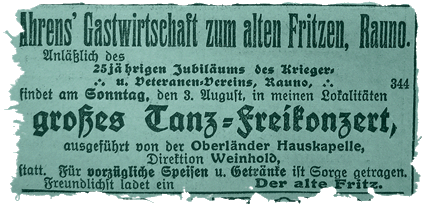 Ahrens' Gastwirtschaft zum alten Fritzen, Rauno.
Anläßlich des
25jährigen Jubiläums des Krieger-
∴ u. Veteranen-Vereins, Rauno, ∴ 344
findet am Sonntag, den 3. August, in meinen Lokalitäten
großes Tanz-Freikonzert,
ausgeführt von der Oberländer Hauskapelle,
Direktion Weinhold,
statt. Für vorzügliche Speisen u. Getränke ist Sorge getragen.
Freundlichst ladet ein Der alte Fritz.